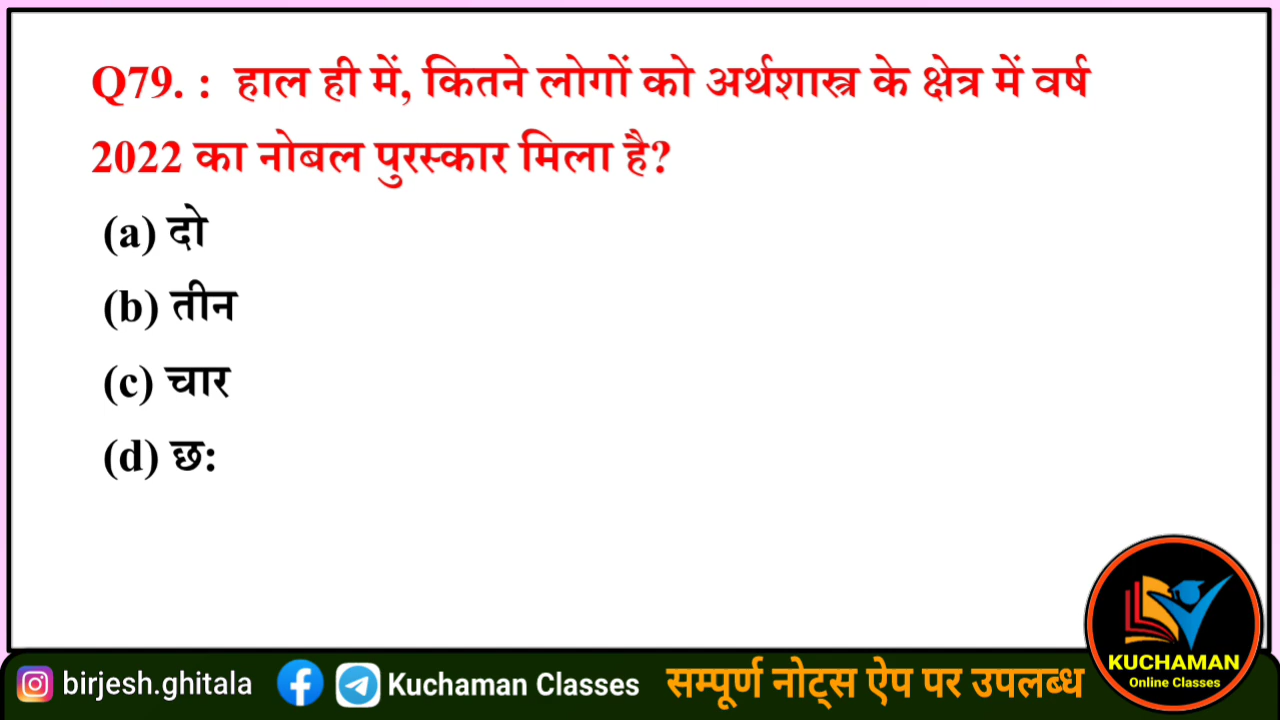 Q79. : हाल ही में, कितने लोगों को अर्थशास्त्र के क्षेत्र में वर्ष
2022 का नोबल पुरस्कार मिला है?
(a) दो
(b) तीन
(c) चार
(d) छ:
KUCHAMAN
Online Classes
birjesh.ghitala
Kuchaman Classes
सम्पूर्ण नोट्स ऐप पर उपलब्ध